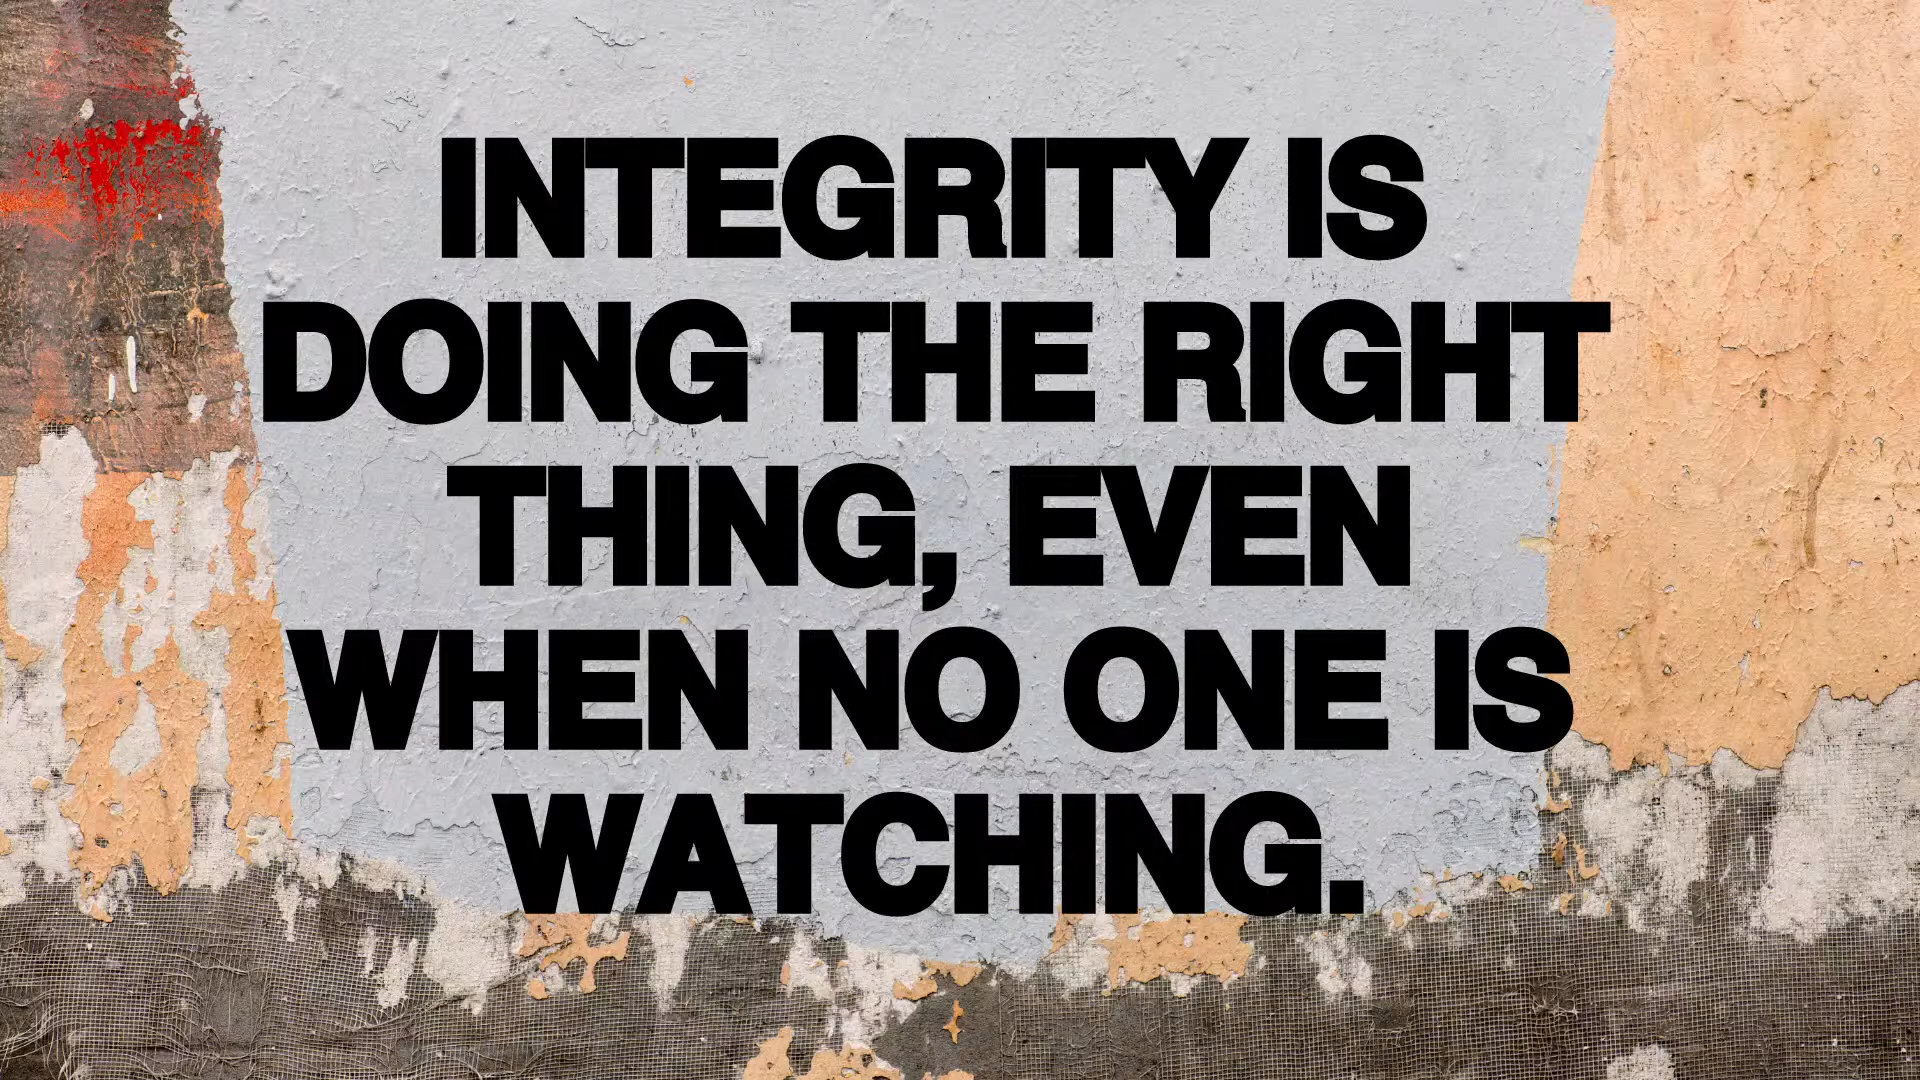 INTEGRITY IS
DOING THE RIGHT
THING, EVEN
WHEN NO ONE IS
WATCHING.